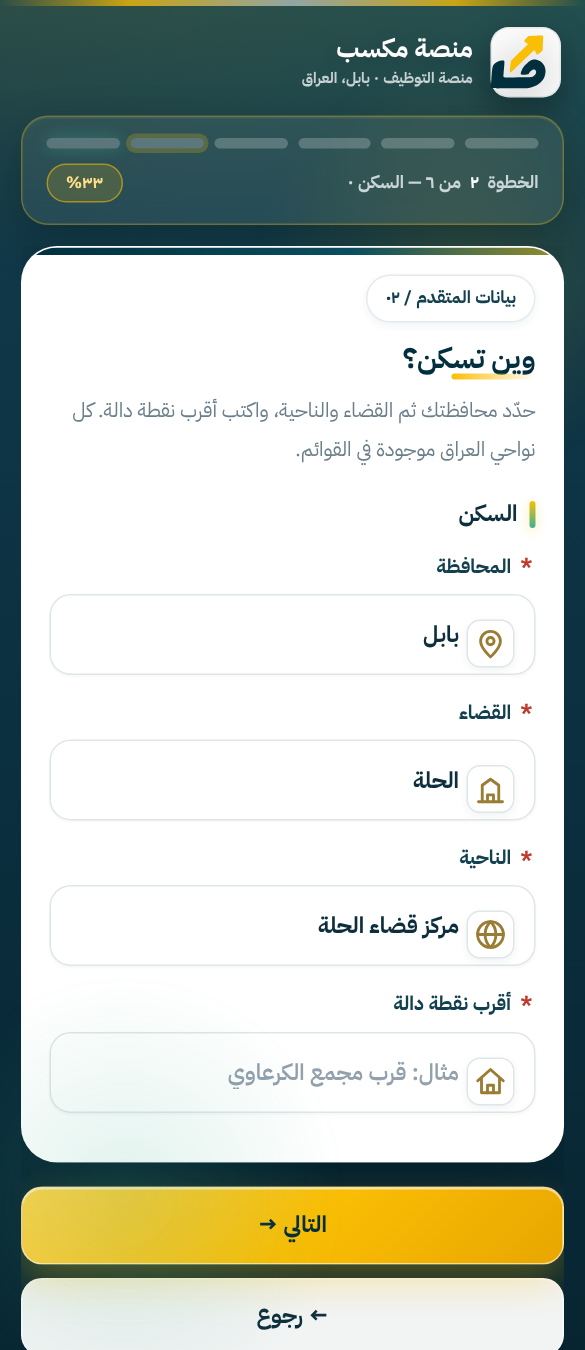 منصة مكسب
منصة التوظيف · بابل، العراق
الخطوة ٢ من ٦ — السكن ·
٣٣%
بيانات المتقدم / ٠٢
وين تسكن؟
حدّد محافظتك ثم القضاء والناحية، واكتب أقرب نقطة دالة. كل
نواحي العراق موجودة في القوائم.
السكن
* المحافظة
بابل
* القضاء
الحلة
* الناحية
مركز قضاء الحلة
* أقرب نقطة دالة
مثال: قرب مجمع الكرعاوي
التالي →
← رجوع